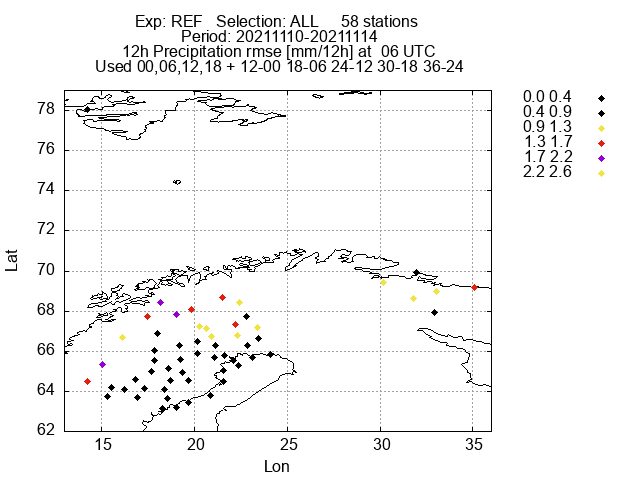 Exp: REF   Selection: ALL     58 stations
Period: 20211110-20211114
12h Precipitation rmse [mm/12h] at  06 UTC
Used 00,06,12,18 + 12-00 18-06 24-12 30-18 36-24
0.0 0.4
0.4 0.9
0.9 1.3
1.3 1.7
1.7 2.2
2.2 2.6
78
76
74
72
70
68
66
64
62
Lat
15 20 25 30 35
Lon